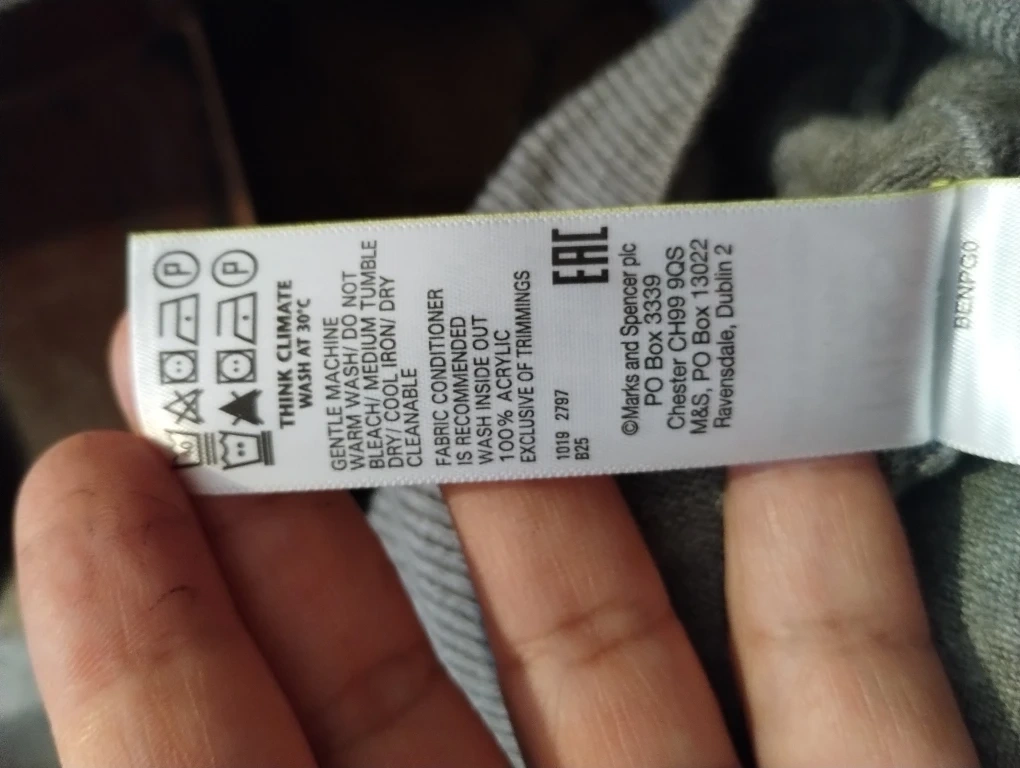 THINK CLIMATE
WASH AT 30°C
GENTLE MACHINE
WARM WASH/ DO NOT
BLEACH/ MEDIUM TUMBLE
DRY/ COOL IRON/ DRY
CLEANABLE
FABRIC CONDITIONER
IS RECOMMENDED
WASH INSIDE OUT
100% ACRYLIC
EXCLUSIVE OF TRIMMINGS
1019 2797
B25
EAC
©Marks and Spencer plc
PO Box 3339
Chester CH99 9QS
M&S, PO Box 13022
Ravensdale, Dublin 2